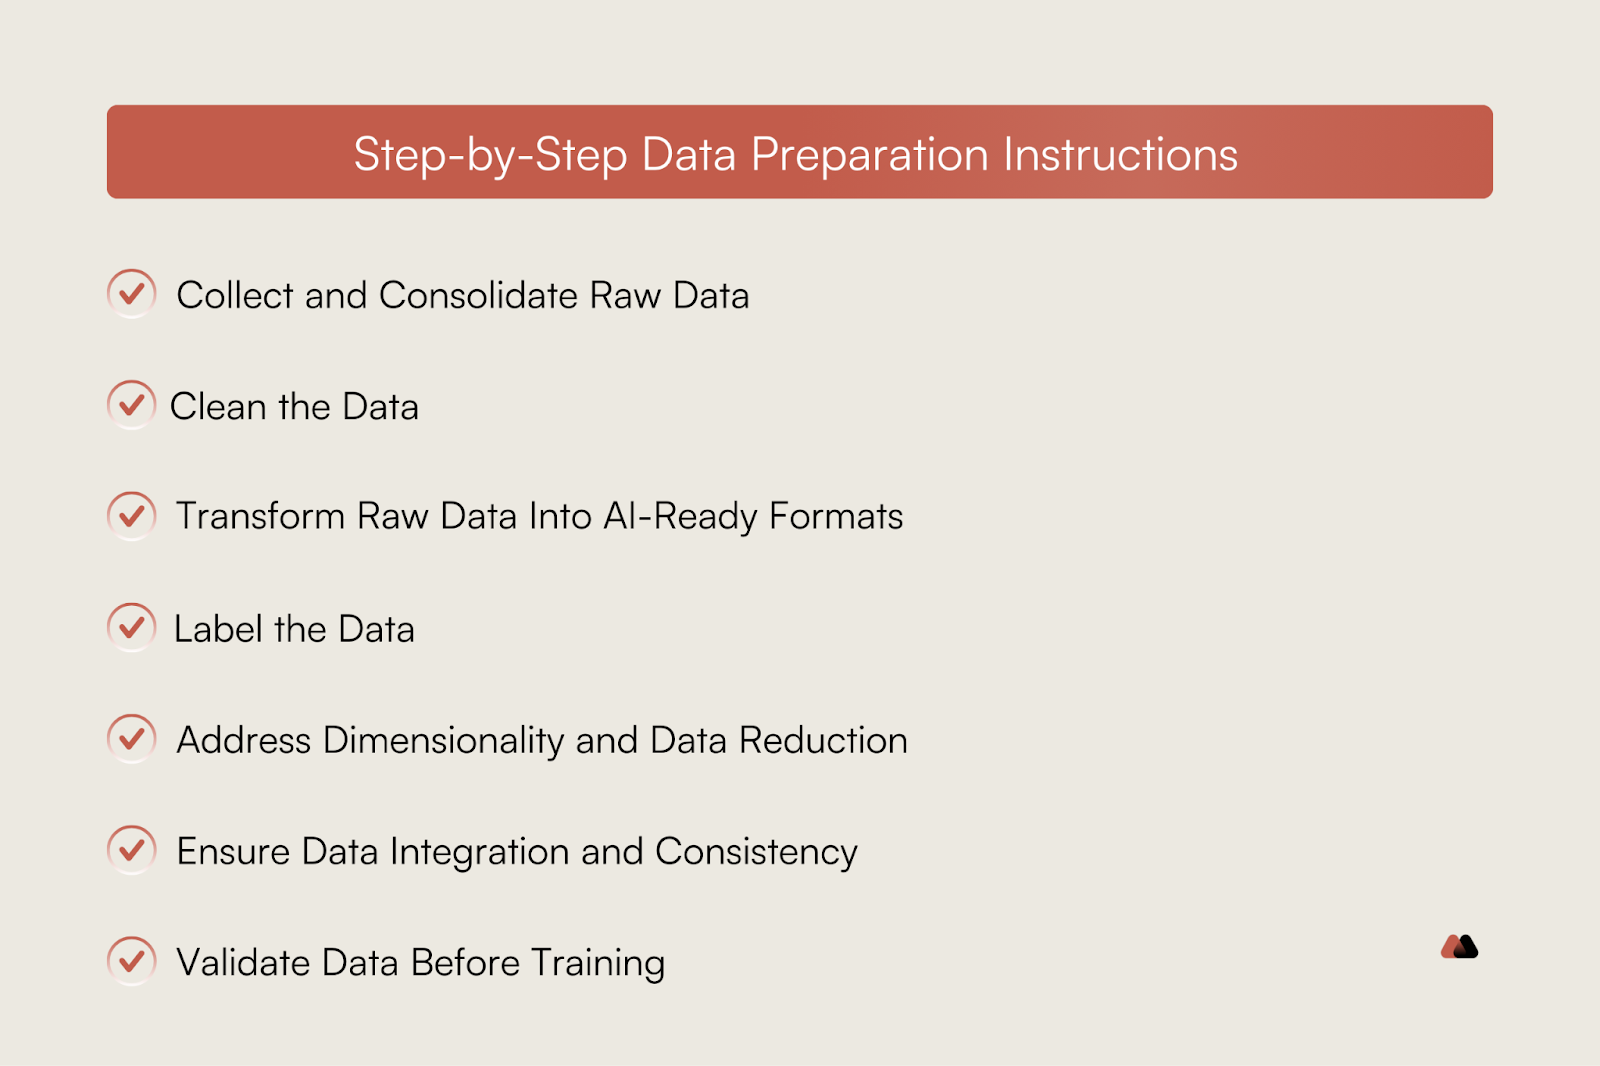 Step-by-Step Data Preparation Instructions
Collect and Consolidate Raw Data
Clean the Data
Transform Raw Data Into AI-Ready Formats
Label the Data
Address Dimensionality and Data Reduction
Ensure Data Integration and Consistency
Validate Data Before Training